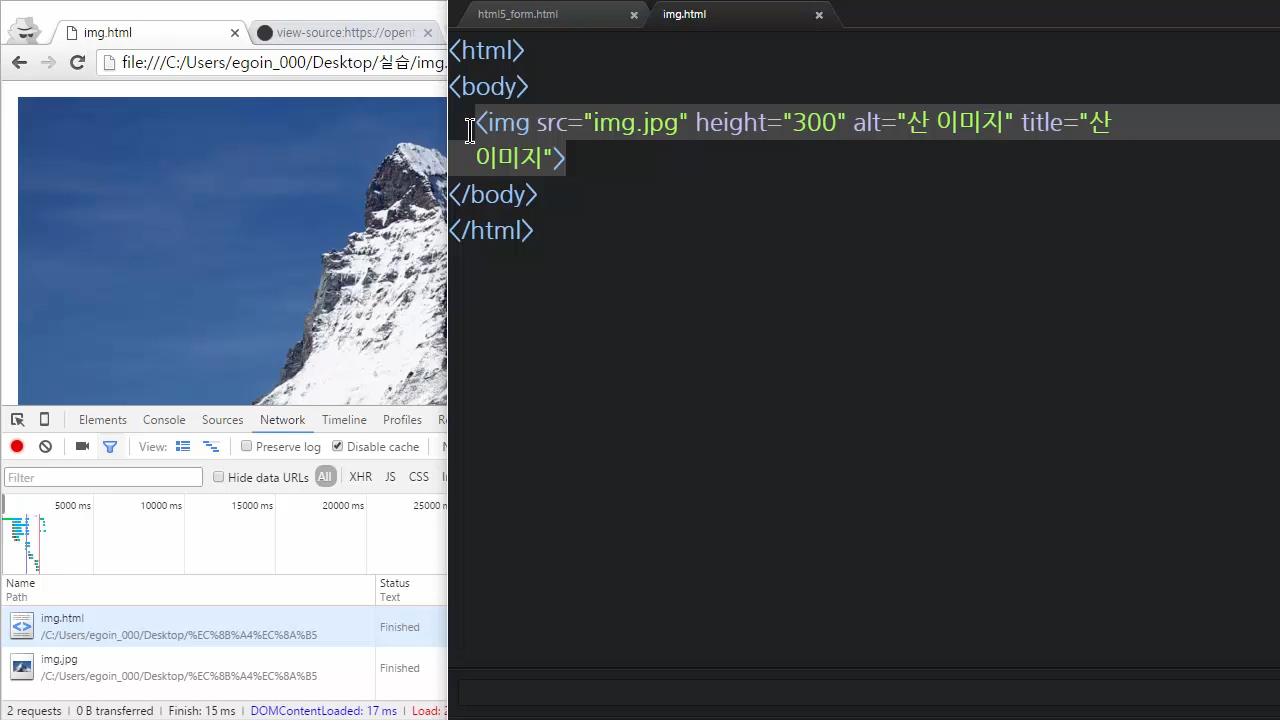 img.html
view-source:https://opent
file:///C:/Users/egoin_000/Desktop/실습/img.
html5_form.html
img.html
<html>
<body>
<img src="img.jpg" height="300" alt="산 이미지" title="산
이미지">
</body>
</html>
Elements Console Sources Network Timeline Profiles
View: Preserve log Disable cache
Filter Hide data URLs All XHR JS CSS
5000 ms 10000 ms 15000 ms 20000 ms 25000
Name Status
Path Text
img.html
/C:/Users/egoin_000/Desktop/%EC%8B%A4%EC%8A%B5 Finished
img.jpg
/C:/Users/egoin_000/Desktop/%EC%8B%A4%EC%8A%B5 Finished
2 requests | 0 B transferred | Finish: 15 ms | DOMContentLoaded: 17 ms | Load: